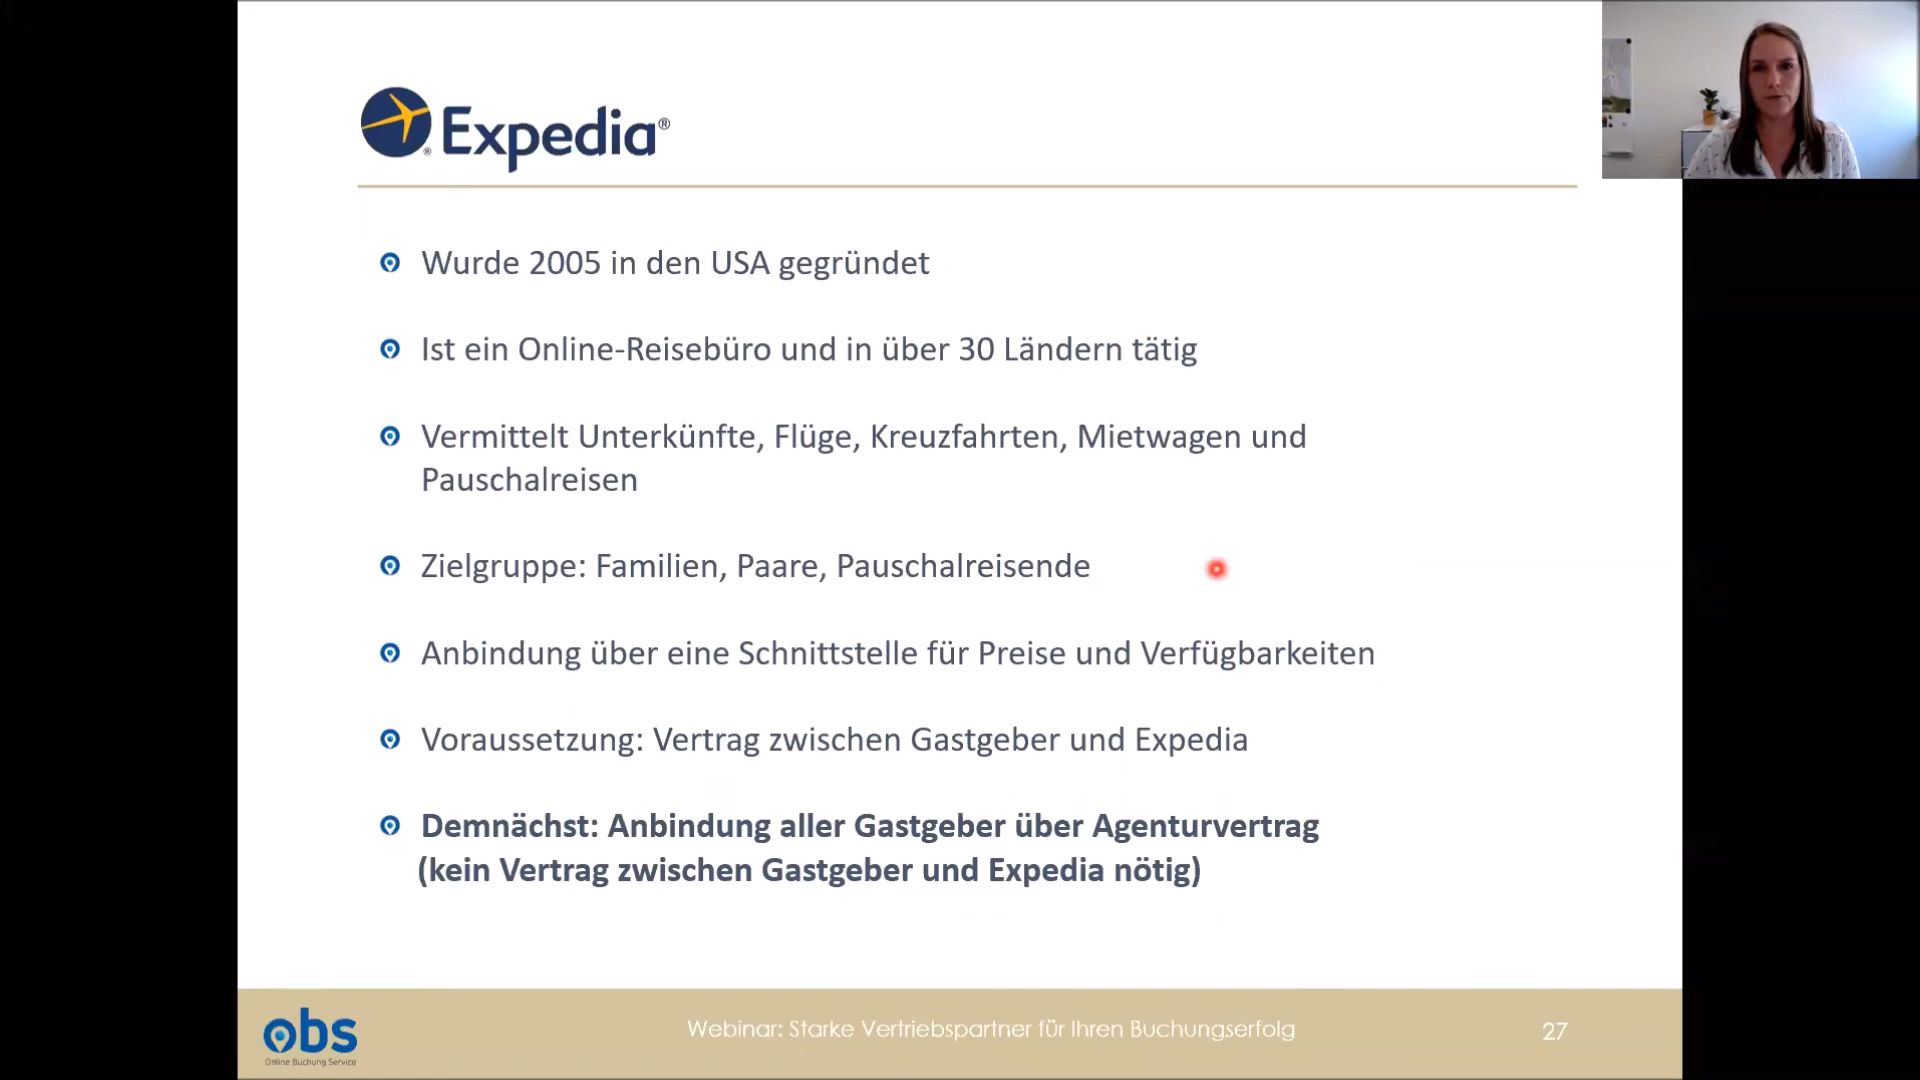 Expedia®
Wurde 2005 in den USA gegründet
Ist ein Online-Reisebüro und in über 30 Ländern tätig
Vermittelt Unterkünfte, Flüge, Kreuzfahrten, Mietwagen und
Pauschalreisen
Zielgruppe: Familien, Paare, Pauschalreisende
Anbindung über eine Schnittstelle für Preise und Verfügbarkeiten
Voraussetzung: Vertrag zwischen Gastgeber und Expedia
Demnächst: Anbindung aller Gastgeber über Agenturvertrag
(kein Vertrag zwischen Gastgeber und Expedia nötig)
obs
Online Buchung Service
Webinar: Starke Vertriebspartner für Ihren Buchungserfolg
27